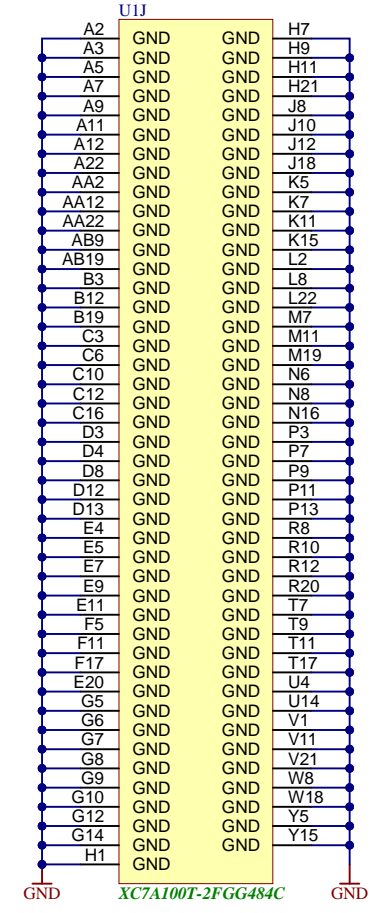 U1J
A2 GND GND H7
A3 GND GND H9
A5 GND GND H11
A7 GND GND H21
A9 GND GND J8
A11 GND GND J10
A12 GND GND J12
A22 GND GND J18
AA2 GND GND K5
AA12 GND GND K7
AA22 GND GND K11
AB9 GND GND K15
AB19 GND GND L2
B3 GND GND L8
B12 GND GND L22
B19 GND GND M7
C3 GND GND M11
C6 GND GND M19
C10 GND GND N6
C12 GND GND N8
C16 GND GND N16
D3 GND GND P3
D4 GND GND P7
D8 GND GND P9
D12 GND GND P11
D13 GND GND P13
E4 GND GND R8
E5 GND GND R10
E7 GND GND R12
E9 GND GND R20
E11 GND GND T7
F5 GND GND T9
F11 GND GND T11
F17 GND GND T17
E20 GND GND U4
G5 GND GND U14
G6 GND GND V1
G7 GND GND V11
G8 GND GND V21
G9 GND GND W8
G10 GND GND W18
G12 GND GND Y5
G14 GND GND Y15
H1 GND
GND XC7A100T-2FGG484C GND